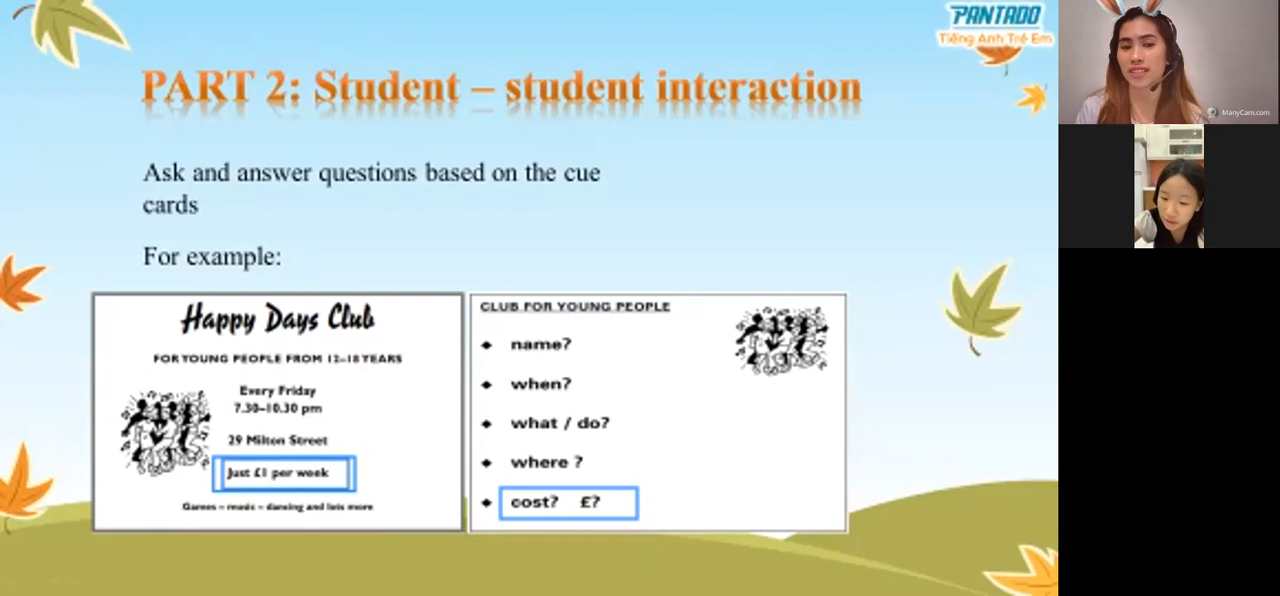 PANTADO
Tiếng Anh Trẻ Em
ManyCam.com
PART 2: Student – student interaction
Ask and answer questions based on the cue
cards
For example:
Happy Days Club
FOR YOUNG PEOPLE FROM 12–18 YEARS
Every Friday
7.30–10.30 pm
29 Milton Street
Just £1 per week
Games – music – dancing and lots more
CLUB FOR YOUNG PEOPLE
◆ name?
◆ when?
◆ what / do?
◆ where ?
◆ cost? £?